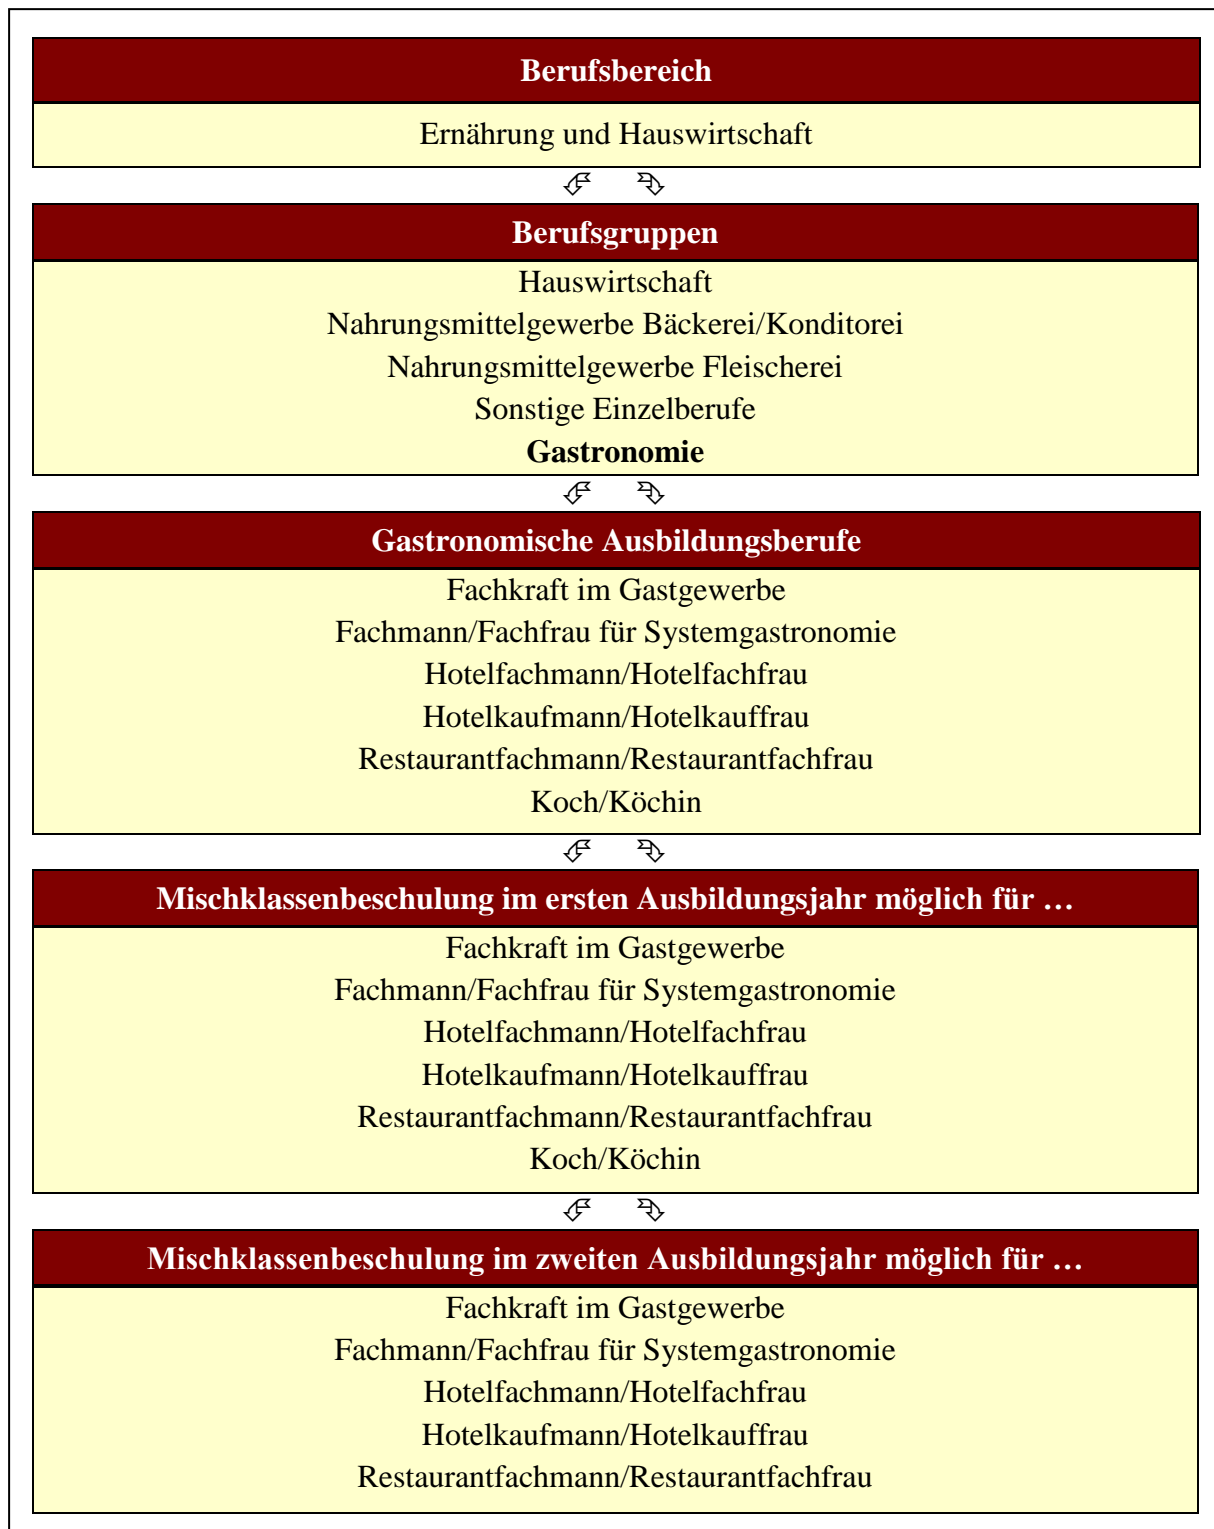 Berufsbereich
Ernährung und Hauswirtschaft
Berufsgruppen
Hauswirtschaft
Nahrungsmittelgewerbe Bäckerei/Konditorei
Nahrungsmittelgewerbe Fleischerei
Sonstige Einzelberufe
Gastronomie
Gastronomische Ausbildungsberufe
Fachkraft im Gastgewerbe
Fachmann/Fachfrau für Systemgastronomie
Hotelfachmann/Hotelfachfrau
Hotelkaufmann/Hotelkauffrau
Restaurantfachmann/Restaurantfachfrau
Koch/Köchin
Mischklassenbeschulung im ersten Ausbildungsjahr möglich für …
Fachkraft im Gastgewerbe
Fachmann/Fachfrau für Systemgastronomie
Hotelfachmann/Hotelfachfrau
Hotelkaufmann/Hotelkauffrau
Restaurantfachmann/Restaurantfachfrau
Koch/Köchin
Mischklassenbeschulung im zweiten Ausbildungsjahr möglich für …
Fachkraft im Gastgewerbe
Fachmann/Fachfrau für Systemgastronomie
Hotelfachmann/Hotelfachfrau
Hotelkaufmann/Hotelkauffrau
Restaurantfachmann/Restaurantfachfrau